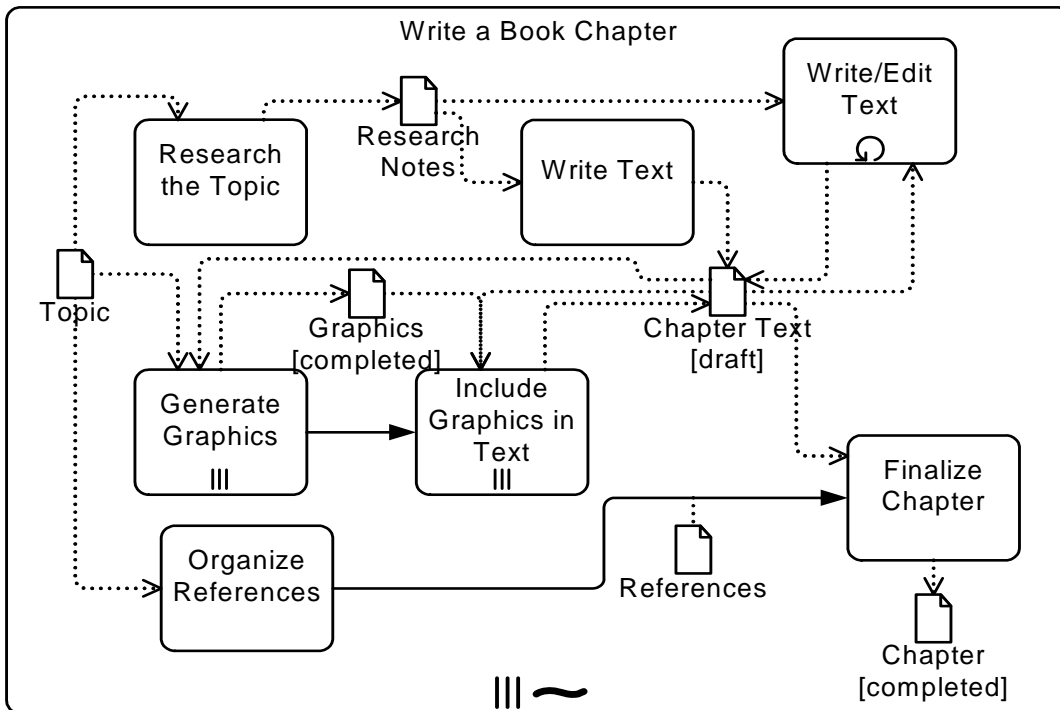 Write a Book Chapter
Write/Edit
Text
Research
the Topic
Research
Notes
Write Text
Topic
Graphics
[completed]
Chapter Text
[draft]
Generate
Graphics
Include
Graphics in
Text
Finalize
Chapter
Organize
References
References
Chapter
[completed]